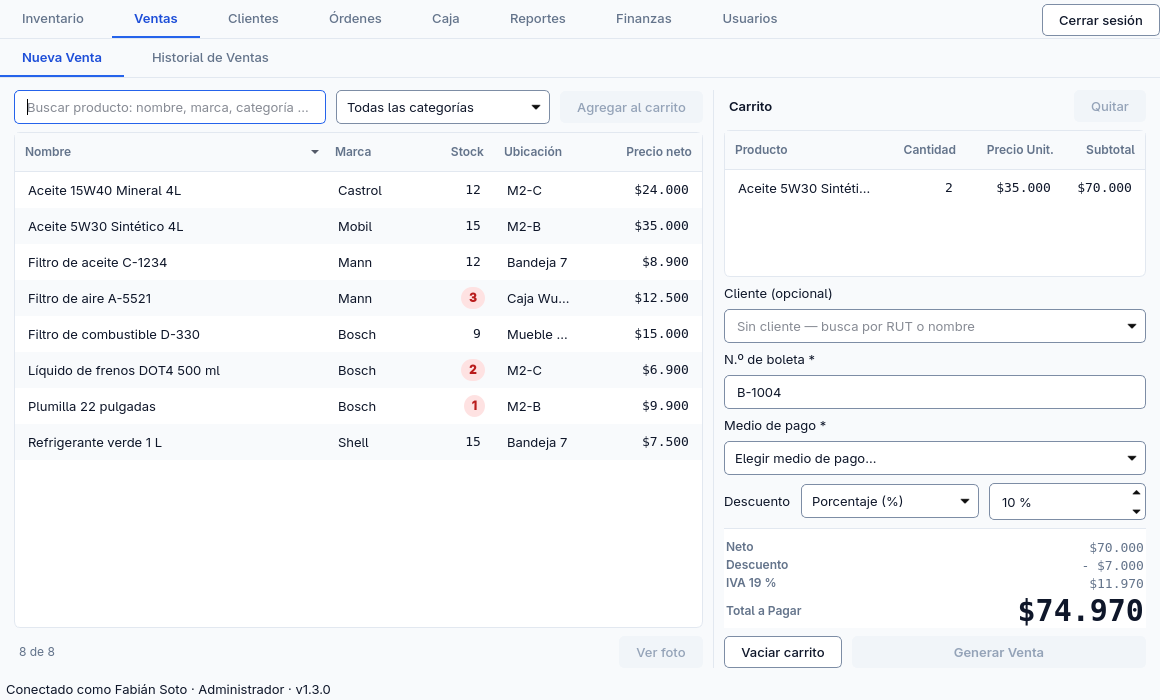 Inventario Ventas Clientes Órdenes Caja Reportes Finanzas Usuarios Cerrar sesión
Nueva Venta Historial de Ventas
Buscar producto: nombre, marca, categoría ... Todas las categorías Agregar al carrito
Nombre Marca Stock Ubicación Precio neto
Aceite 15W40 Mineral 4L Castrol 12 M2-C $24.000
Aceite 5W30 Sintético 4L Mobil 15 M2-B $35.000
Filtro de aceite C-1234 Mann 12 Bandeja 7 $8.900
Filtro de aire A-5521 Mann 3 Caja Wu... $12.500
Filtro de combustible D-330 Bosch 9 Mueble ... $15.000
Líquido de frenos DOT4 500 ml Bosch 2 M2-C $6.900
Plumilla 22 pulgadas Bosch 1 M2-B $9.900
Refrigerante verde 1 L Shell 15 Bandeja 7 $7.500
8 de 8 Ver foto
Carrito Quitar
Producto Cantidad Precio Unit. Subtotal
Aceite 5W30 Sintéti... 2 $35.000 $70.000
Cliente (opcional)
Sin cliente — busca por RUT o nombre
N.º de boleta *
B-1004
Medio de pago *
Elegir medio de pago...
Descuento Porcentaje (%) 10 %
Neto $70.000
Descuento - $7.000
IVA 19 % $11.970
Total a Pagar $74.970
Vaciar carrito Generar Venta
Conectado como Fabián Soto · Administrador · v1.3.0